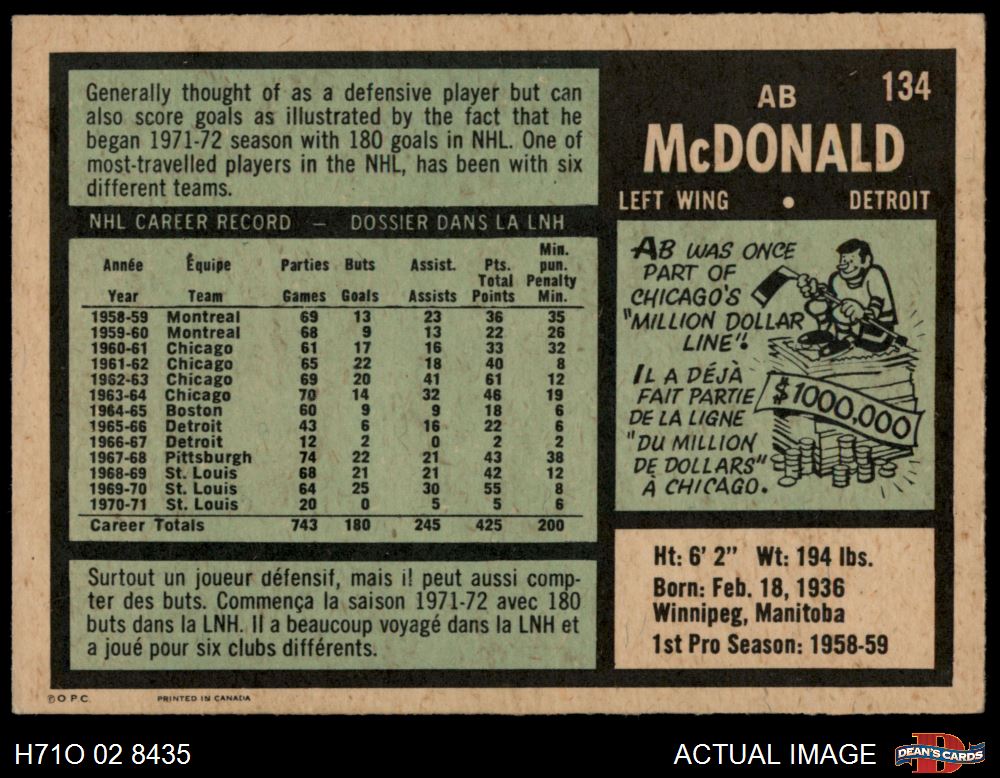 Generally thought of as a defensive player but can
also score goals as illustrated by the fact that he
began 1971-72 season with 180 goals in NHL. One of
most-travelled players in the NHL, has been with six
different teams.
NHL CAREER RECORD — DOSSIER DANS LA LNH
Année Équipe Parties Buts Assist. Pts. Total Min. pun. Penalty
Year Team Games Goals Assists Points Min.
1958-59 Montreal 69 13 23 36 35
1959-60 Montreal 68 9 13 22 26
1960-61 Chicago 61 17 16 33 32
1961-62 Chicago 65 22 18 40 8
1962-63 Chicago 69 20 41 61 12
1963-64 Chicago 70 14 32 46 19
1964-65 Boston 60 9 9 18 6
1965-66 Detroit 43 6 16 22 6
1966-67 Detroit 12 2 0 2 2
1967-68 Pittsburgh 74 22 21 43 38
1968-69 St. Louis 68 21 21 42 12
1969-70 St. Louis 64 25 30 55 8
1970-71 St. Louis 20 0 5 5 6
Career Totals 743 180 245 425 200
Surtout un joueur défensif, mais il peut aussi comp-
ter des buts. Commença la saison 1971-72 avec 180
buts dans la LNH. Il a beaucoup voyagé dans la LNH et
a joué pour six clubs différents.
134
AB
McDONALD
LEFT WING • DETROIT
AB WAS ONCE
PART OF
CHICAGO'S
"MILLION DOLLAR
LINE"!
IL A DÉJÀ
FAIT PARTIE
DE LA LIGNE
"DU MILLION
DE DOLLARS"
À CHICAGO.
$1000,000
Ht: 6' 2" Wt: 194 lbs.
Born: Feb. 18, 1936
Winnipeg, Manitoba
1st Pro Season: 1958-59
© O P C PRINTED IN CANADA
H71O 02 8435
ACTUAL IMAGE
DEAN'S CARDS